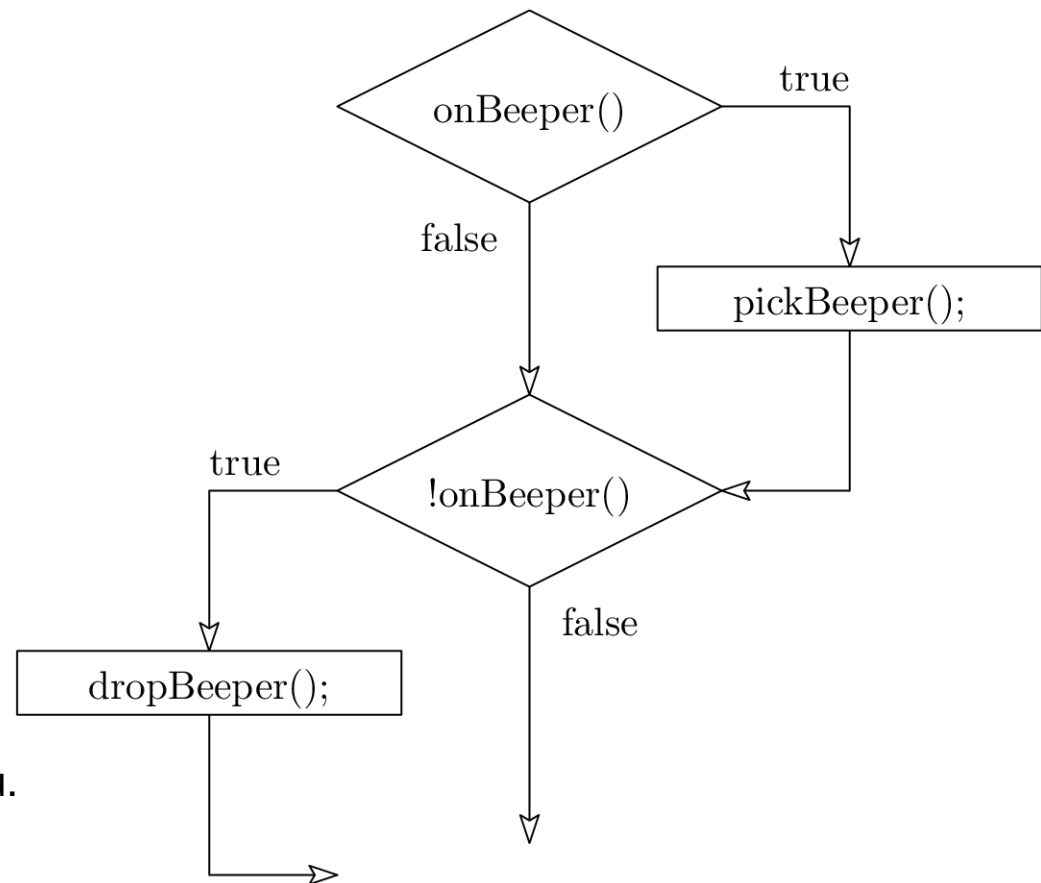 true
onBeeper()
false
pickBeeper();
true
!onBeeper()
false
dropBeeper();